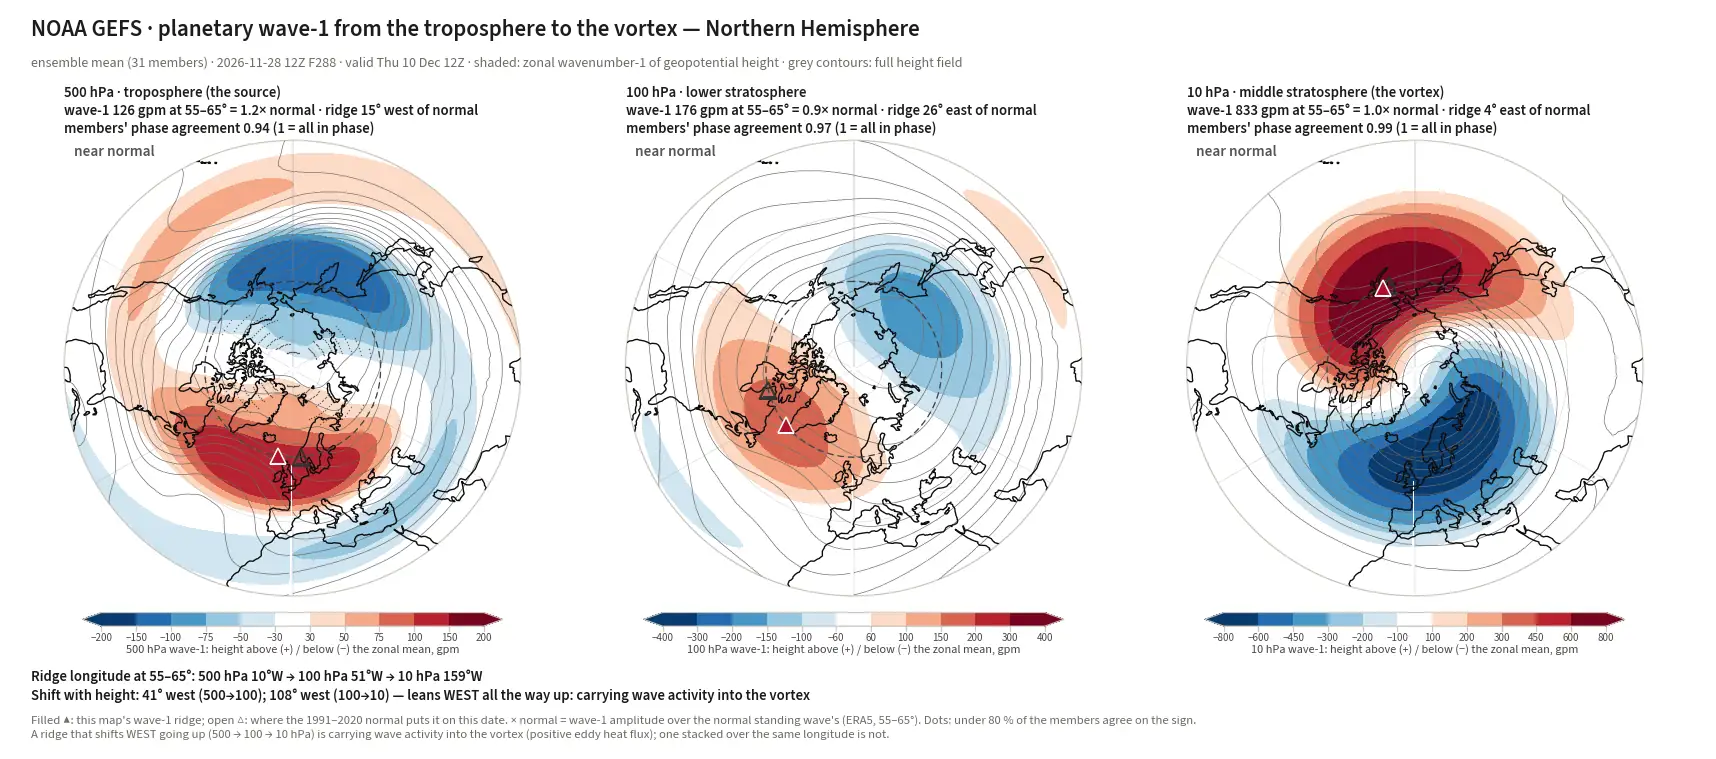 NOAA GEFS · planetary wave-1 from the troposphere to the vortex — Northern Hemisphere
ensemble mean (31 members) · 2026-11-28 12Z F288 · valid Thu 10 Dec 12Z · shaded: zonal wavenumber-1 of geopotential height · grey contours: full height field
500 hPa · troposphere (the source)
wave-1 126 gpm at 55–65° = 1.2× normal · ridge 15° west of normal
members' phase agreement 0.94 (1 = all in phase)
near normal
100 hPa · lower stratosphere
wave-1 176 gpm at 55–65° = 0.9× normal · ridge 26° east of normal
members' phase agreement 0.97 (1 = all in phase)
near normal
10 hPa · middle stratosphere (the vortex)
wave-1 833 gpm at 55–65° = 1.0× normal · ridge 4° east of normal
members' phase agreement 0.99 (1 = all in phase)
near normal
−200 −150 −100 −75 −50 −30 30 50 75 100 150 200
500 hPa wave-1: height above (+) / below (−) the zonal mean, gpm
−400 −300 −200 −150 −100 −60 60 100 150 200 300 400
100 hPa wave-1: height above (+) / below (−) the zonal mean, gpm
−800 −600 −450 −300 −200 −100 100 200 300 450 600 800
10 hPa wave-1: height above (+) / below (−) the zonal mean, gpm
Ridge longitude at 55–65°: 500 hPa 10°W → 100 hPa 51°W → 10 hPa 159°W
Shift with height: 41° west (500→100); 108° west (100→10) — leans WEST all the way up: carrying wave activity into the vortex
Filled ▲: this map's wave-1 ridge; open △: where the 1991–2020 normal puts it on this date. × normal = wave-1 amplitude over the normal standing wave's (ERA5, 55–65°). Dots: under 80 % of the members agree on the sign.
A ridge that shifts WEST going up (500 → 100 → 10 hPa) is carrying wave activity into the vortex (positive eddy heat flux); one stacked over the same longitude is not.